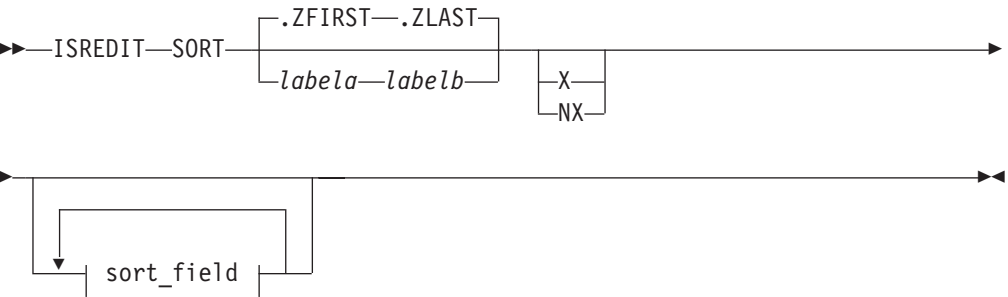 .ZFIRST .ZLAST
ISREDIT SORT
labela labelb
X
NX
sort_field